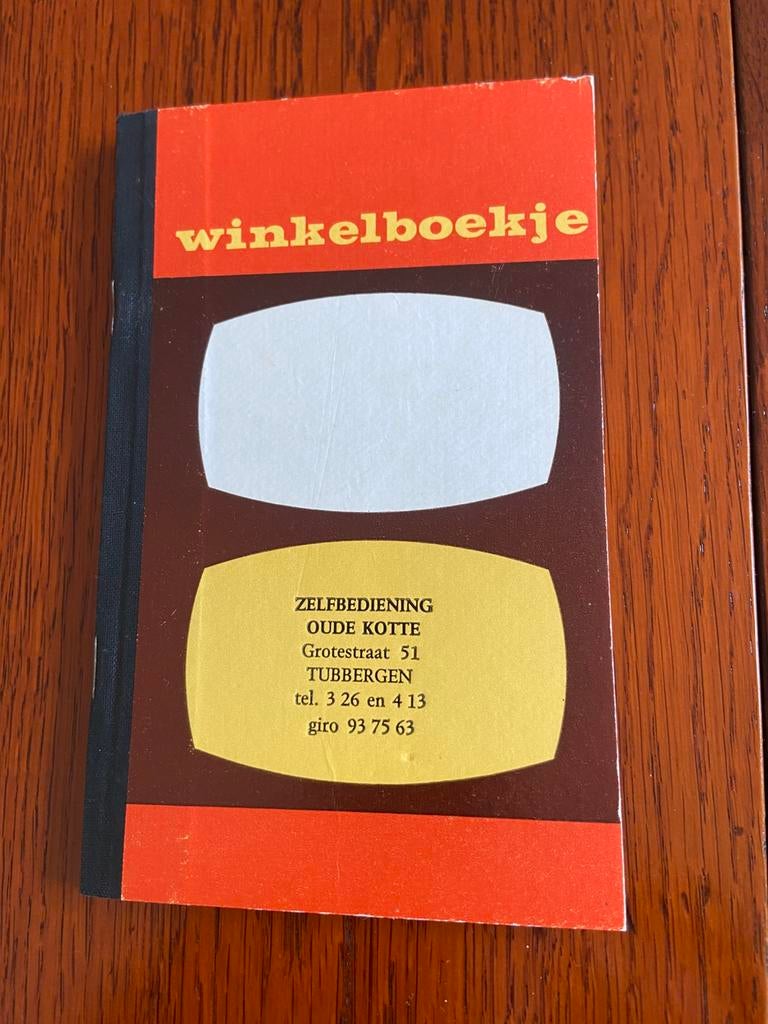 winkelboekje
ZELFBEDIENING
OUDE KOTTE
Grotestraat 51
TUBBERGEN
tel. 3 26 en 4 13
giro 93 75 63